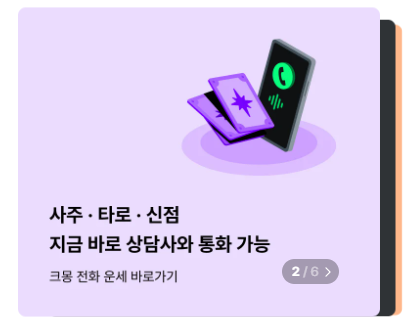 사주 · 타로 · 신점
지금 바로 상담사와 통화 가능
크몽 전화 운세 바로가기
2 / 6 >